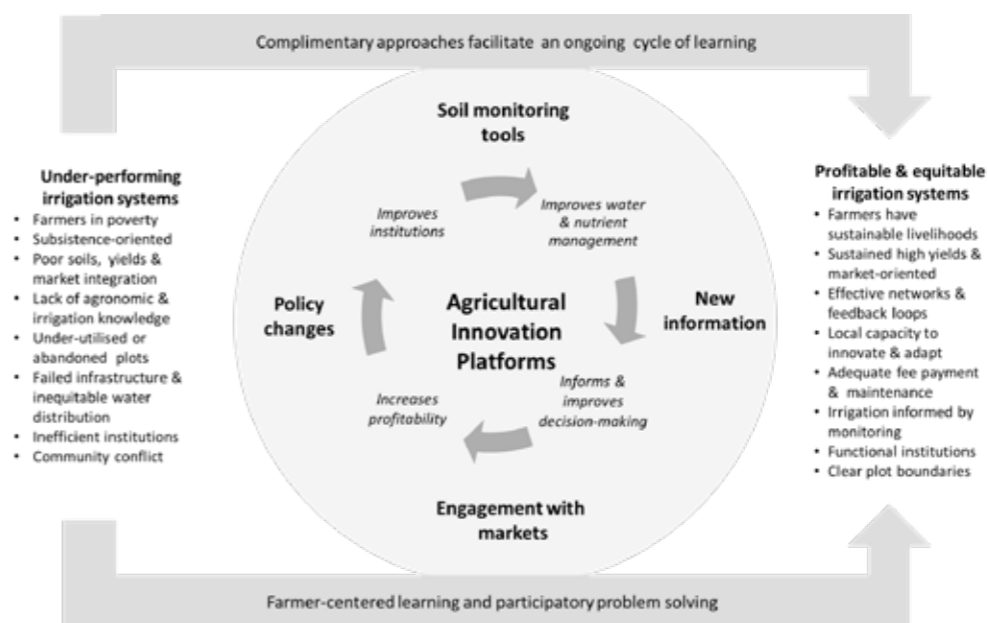 Complimentary approaches facilitate an ongoing cycle of learning
Under-performing
irrigation systems
• Farmers in poverty
• Subsistence-oriented
• Poor soils, yields &
market integration
• Lack of agronomic &
irrigation knowledge
• Under-utilised or
abandoned plots
• Failed infrastructure &
inequitable water
distribution
• Inefficient institutions
• Community conflict
Soil monitoring
tools
Improves
institutions
Improves water
& nutrient
management
Policy
changes
Agricultural
Innovation
Platforms
New
information
Increases
profitability
Informs &
improves
decision-making
Engagement with
markets
Profitable & equitable
irrigation systems
• Farmers have
sustainable livelihoods
• Sustained high yields &
market-oriented
• Effective networks &
feedback loops
• Local capacity to
innovate & adapt
• Adequate fee payment
& maintenance
• Irrigation informed by
monitoring
• Functional institutions
• Clear plot boundaries
Farmer-centered learning and participatory problem solving